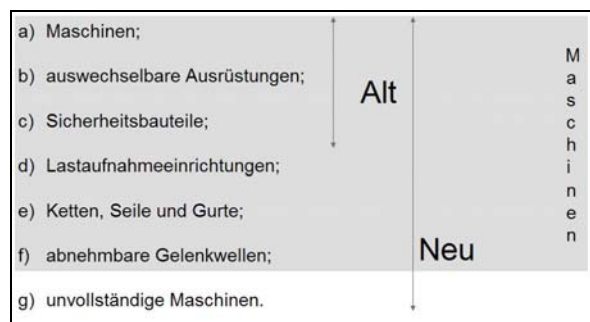 a) Maschinen;
b) auswechselbare Ausrüstungen;
Alt
c) Sicherheitsbauteile;
d) Lastaufnahmeeinrichtungen;
e) Ketten, Seile und Gurte;
f) abnehmbare Gelenkwellen;
Neu
g) unvollständige Maschinen.
Maschinen